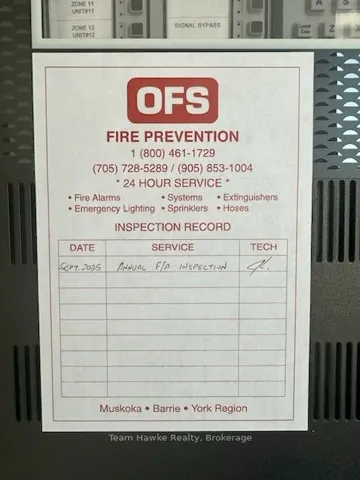 ZONE 11
UNIT#11
ZONE 12
UNIT#12
SIGNAL BYPASS
A S
Lower Case Z
OFS
FIRE PREVENTION
1 (800) 461-1729
(705) 728-5289 / (905) 853-1004
* 24 HOUR SERVICE *
• Fire Alarms • Systems • Extinguishers
• Emergency Lighting • Sprinklers • Hoses
INSPECTION RECORD
DATE SERVICE TECH
SEPT. 2025 ANNUAL F/A INSPECTION
Muskoka • Barrie • York Region
Team Hawke Realty, Brokerage